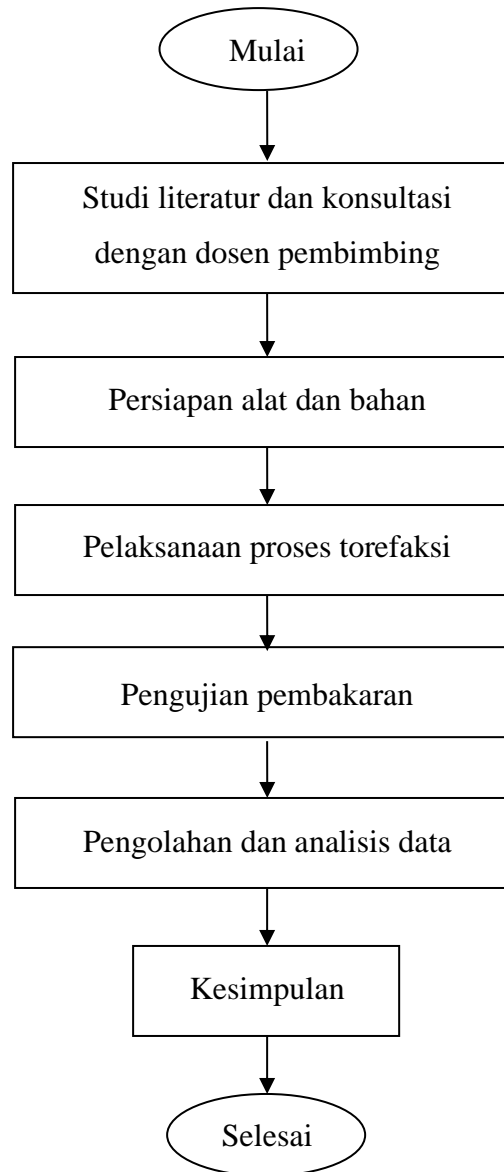 Mulai
Studi literatur dan konsultasi
dengan dosen pembimbing
Persiapan alat dan bahan
Pelaksanaan proses torefaksi
Pengujian pembakaran
Pengolahan dan analisis data
Kesimpulan
Selesai